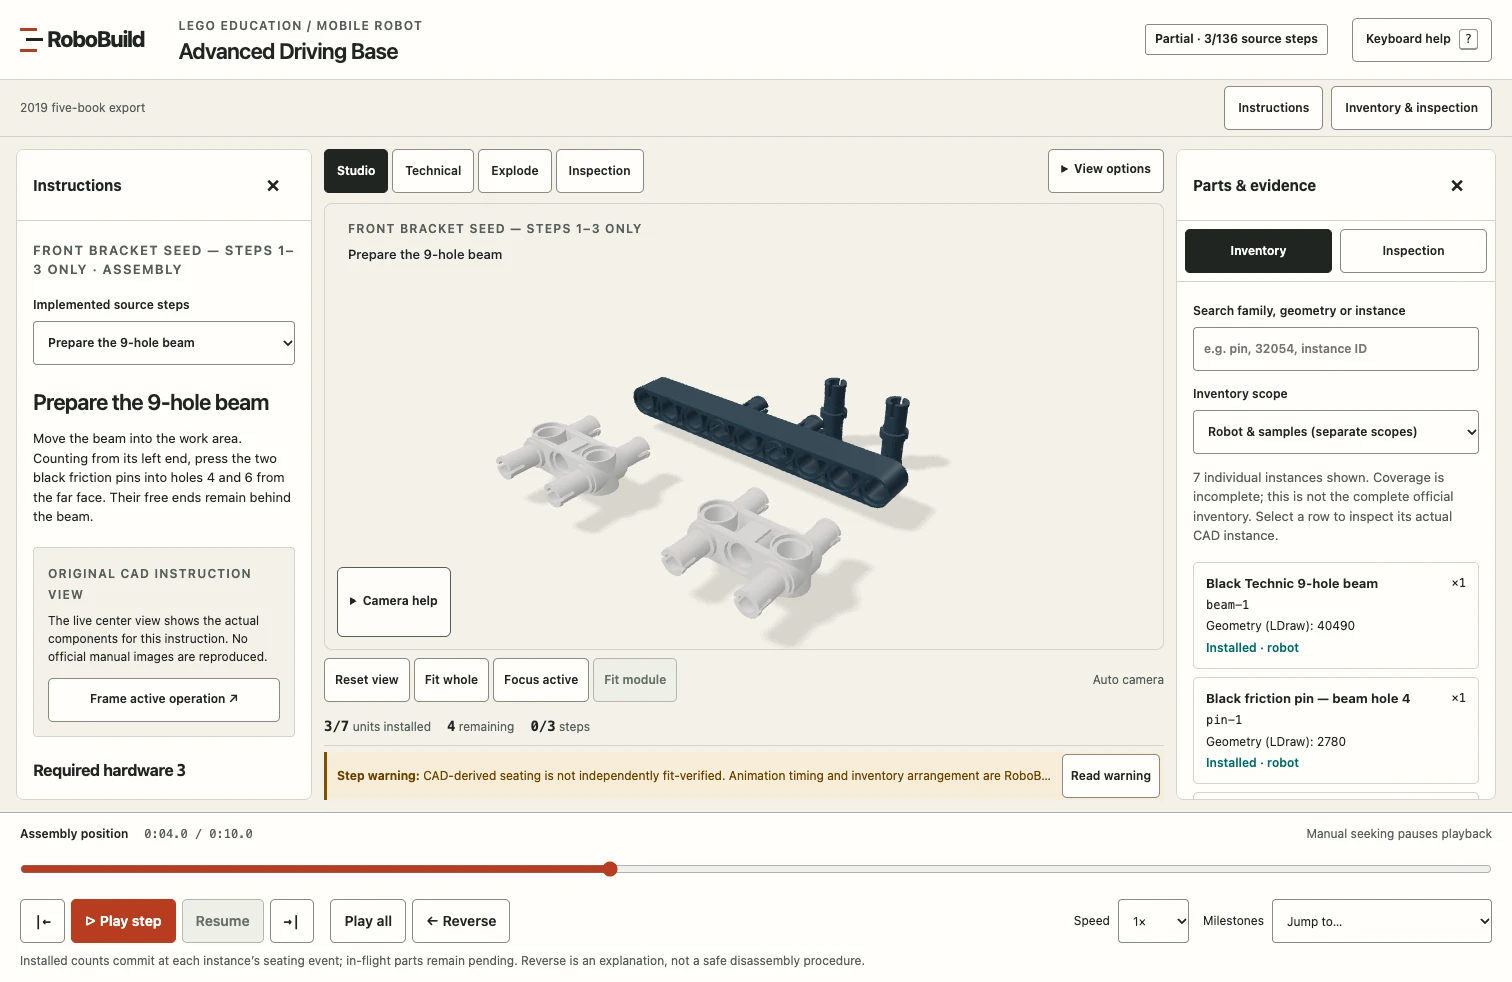 RoboBuild
LEGO EDUCATION / MOBILE ROBOT
Advanced Driving Base
Partial · 3/136 source steps
Keyboard help ?
2019 five-book export
Instructions
Inventory & inspection
Instructions
×
FRONT BRACKET SEED — STEPS 1–
3 ONLY · ASSEMBLY
Implemented source steps
Prepare the 9-hole beam
Prepare the 9-hole beam
Move the beam into the work area.
Counting from its left end, press the two
black friction pins into holes 4 and 6 from
the far face. Their free ends remain behind
the beam.
ORIGINAL CAD INSTRUCTION
VIEW
The live center view shows the actual
components for this instruction. No
official manual images are reproduced.
Frame active operation ↗
Required hardware 3
Studio
Technical
Explode
Inspection
▶ View options
FRONT BRACKET SEED — STEPS 1–3 ONLY
Prepare the 9-hole beam
▶ Camera help
Reset view
Fit whole
Focus active
Fit module
Auto camera
3/7 units installed 4 remaining 0/3 steps
Step warning: CAD-derived seating is not independently fit-verified. Animation timing and inventory arrangement are RoboB...
Read warning
Parts & evidence
×
Inventory
Inspection
Search family, geometry or instance
e.g. pin, 32054, instance ID
Inventory scope
Robot & samples (separate scopes)
7 individual instances shown. Coverage is
incomplete; this is not the complete official
inventory. Select a row to inspect its actual
CAD instance.
Black Technic 9-hole beam ×1
beam-1
Geometry (LDraw): 40490
Installed · robot
Black friction pin — beam hole 4 ×1
pin-1
Geometry (LDraw): 2780
Installed · robot
Assembly position 0:04.0 / 0:10.0
Manual seeking pauses playback
|←
▷ Play step
Resume
→|
Play all
← Reverse
Speed 1×
Milestones Jump to...
Installed counts commit at each instance's seating event; in-flight parts remain pending. Reverse is an explanation, not a safe disassembly procedure.